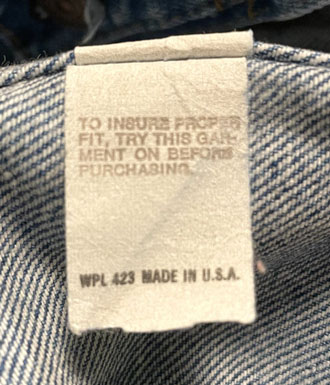 TO INSURE PROPER
FIT, TRY THIS GAR-
MENT ON BEFORE
PURCHASING.
WPL 423 MADE IN U.S.A.